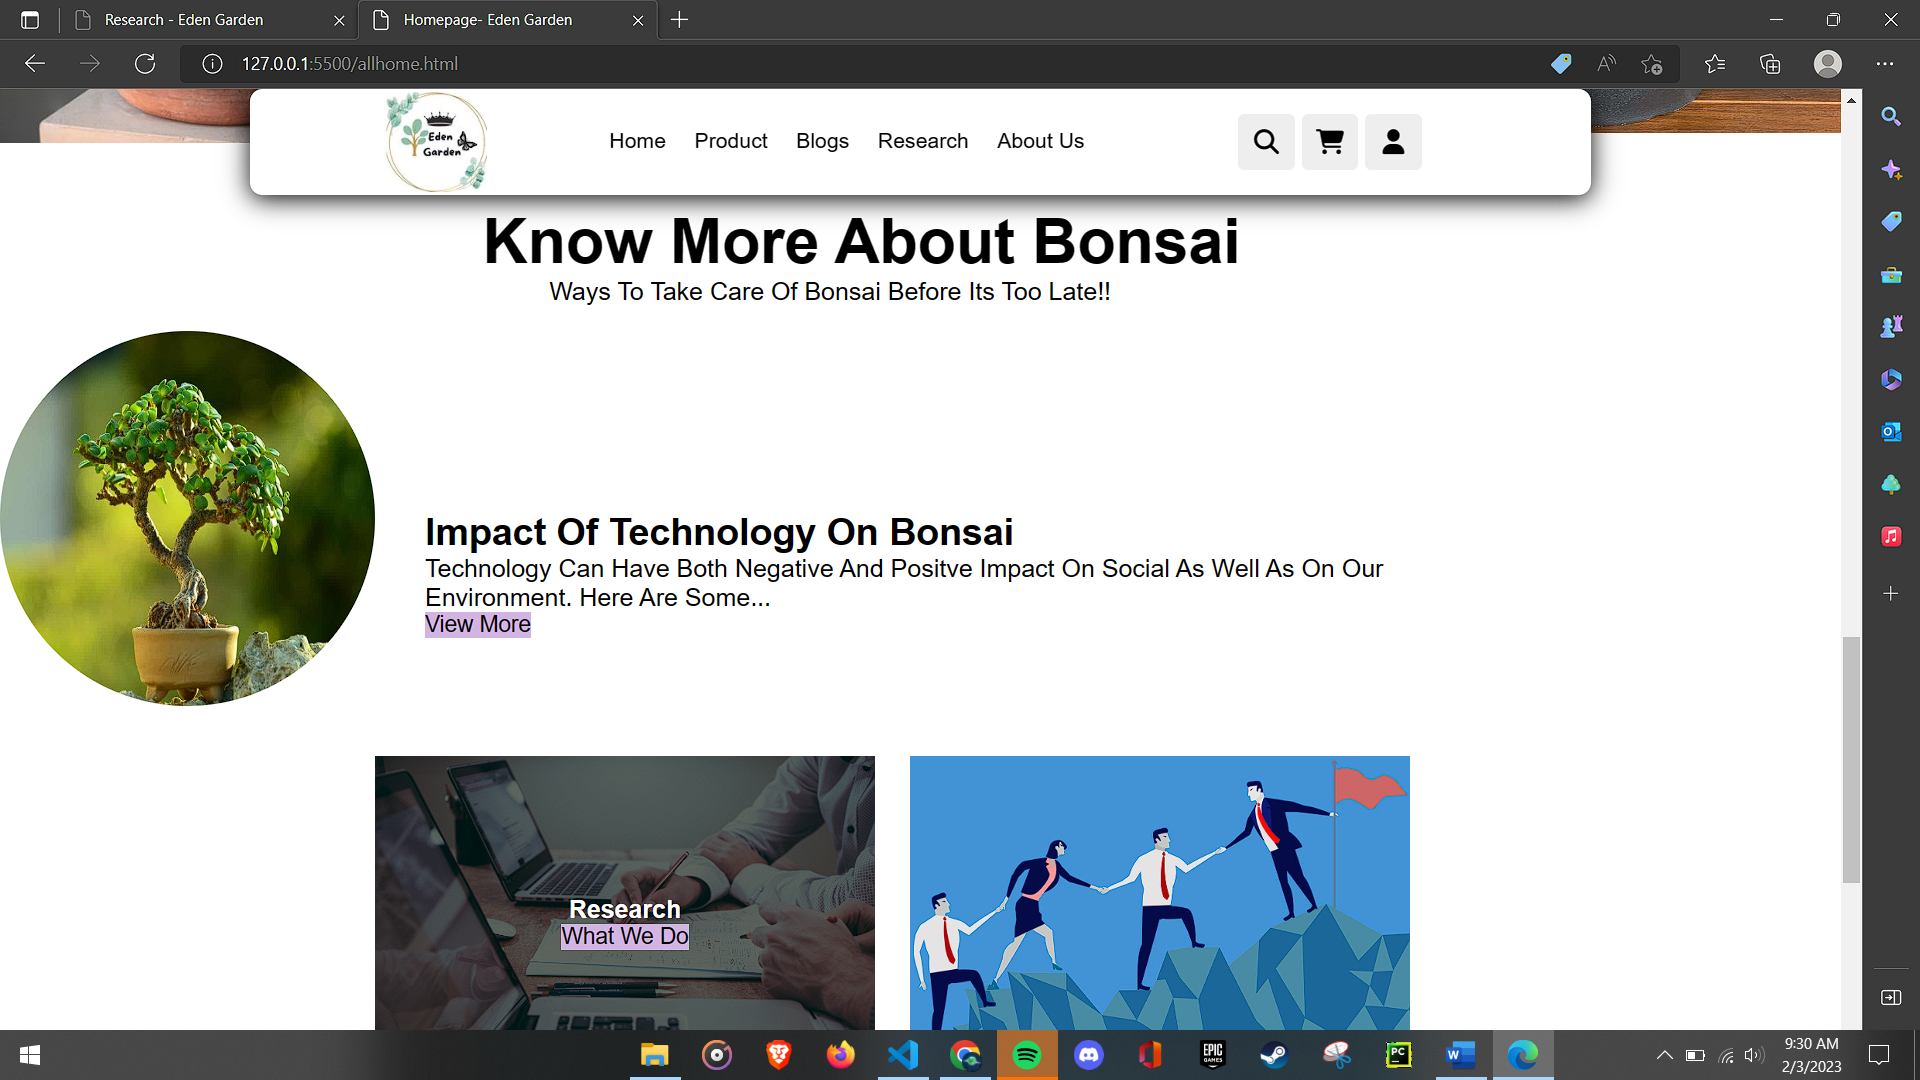 Research - Eden Garden
Homepage- Eden Garden
127.0.0.1:5500/allhome.html
Eden
Garden
Home Product Blogs Research About Us
Know More About Bonsai
Ways To Take Care Of Bonsai Before Its Too Late!!
Impact Of Technology On Bonsai
Technology Can Have Both Negative And Positve Impact On Social As Well As On Our
Environment. Here Are Some...
View More
Research
What We Do
EPIC
GAMES
PC
W
9:30 AM
2/3/2023